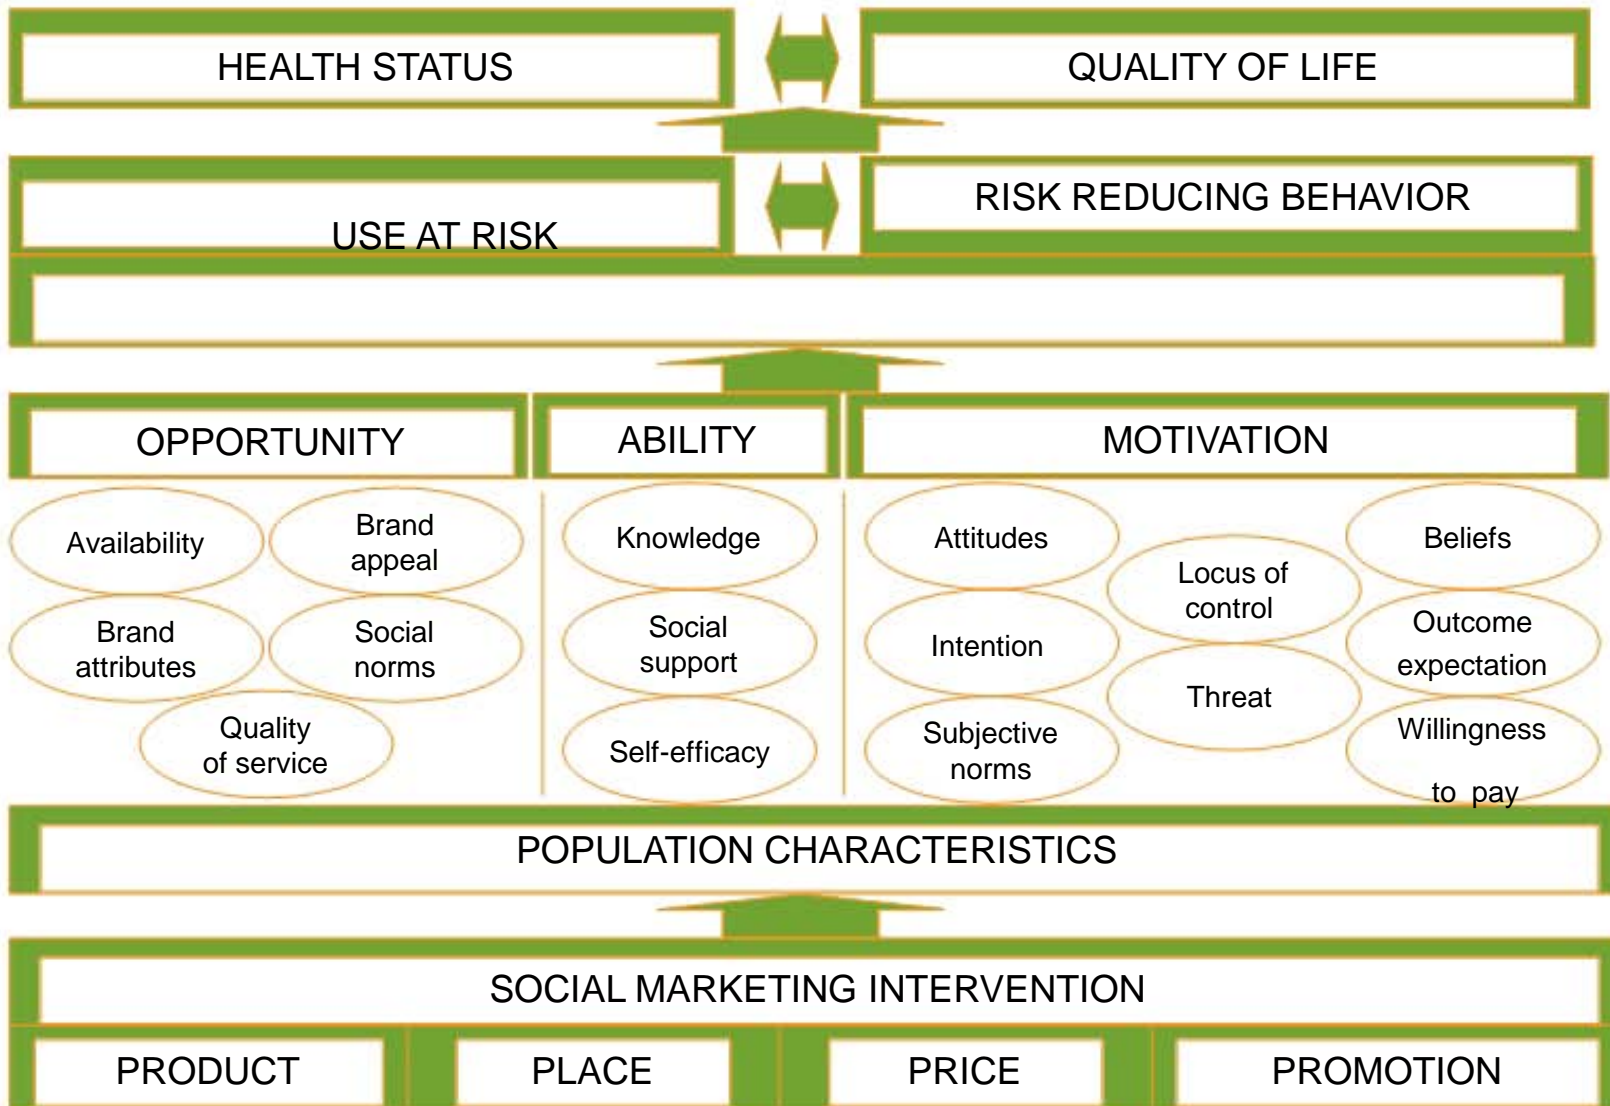 HEALTH STATUS
QUALITY OF LIFE
USE AT RISK
RISK REDUCING BEHAVIOR
OPPORTUNITY
ABILITY
MOTIVATION
Availability
Brand
appeal
Brand
attributes
Social
norms
Quality
of service
Knowledge
Social
support
Self-efficacy
Attitudes
Intention
Subjective
norms
Locus of
control
Threat
Beliefs
Outcome
expectation
Willingness
to pay
POPULATION CHARACTERISTICS
SOCIAL MARKETING INTERVENTION
PRODUCT
PLACE
PRICE
PROMOTION